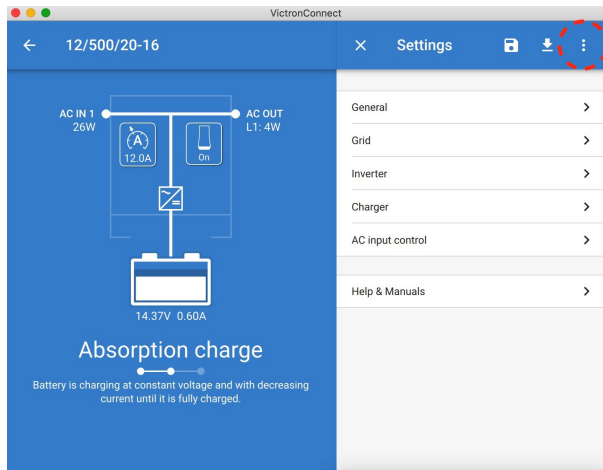 VictronConnect
12/500/20-16
AC IN 1
26W
A
12.0A
On
AC OUT
L1: 4W
14.37V 0.60A
Absorption charge
Battery is charging at constant voltage and with decreasing
current until it is fully charged.
Settings
General
Grid
Inverter
Charger
AC input control
Help & Manuals